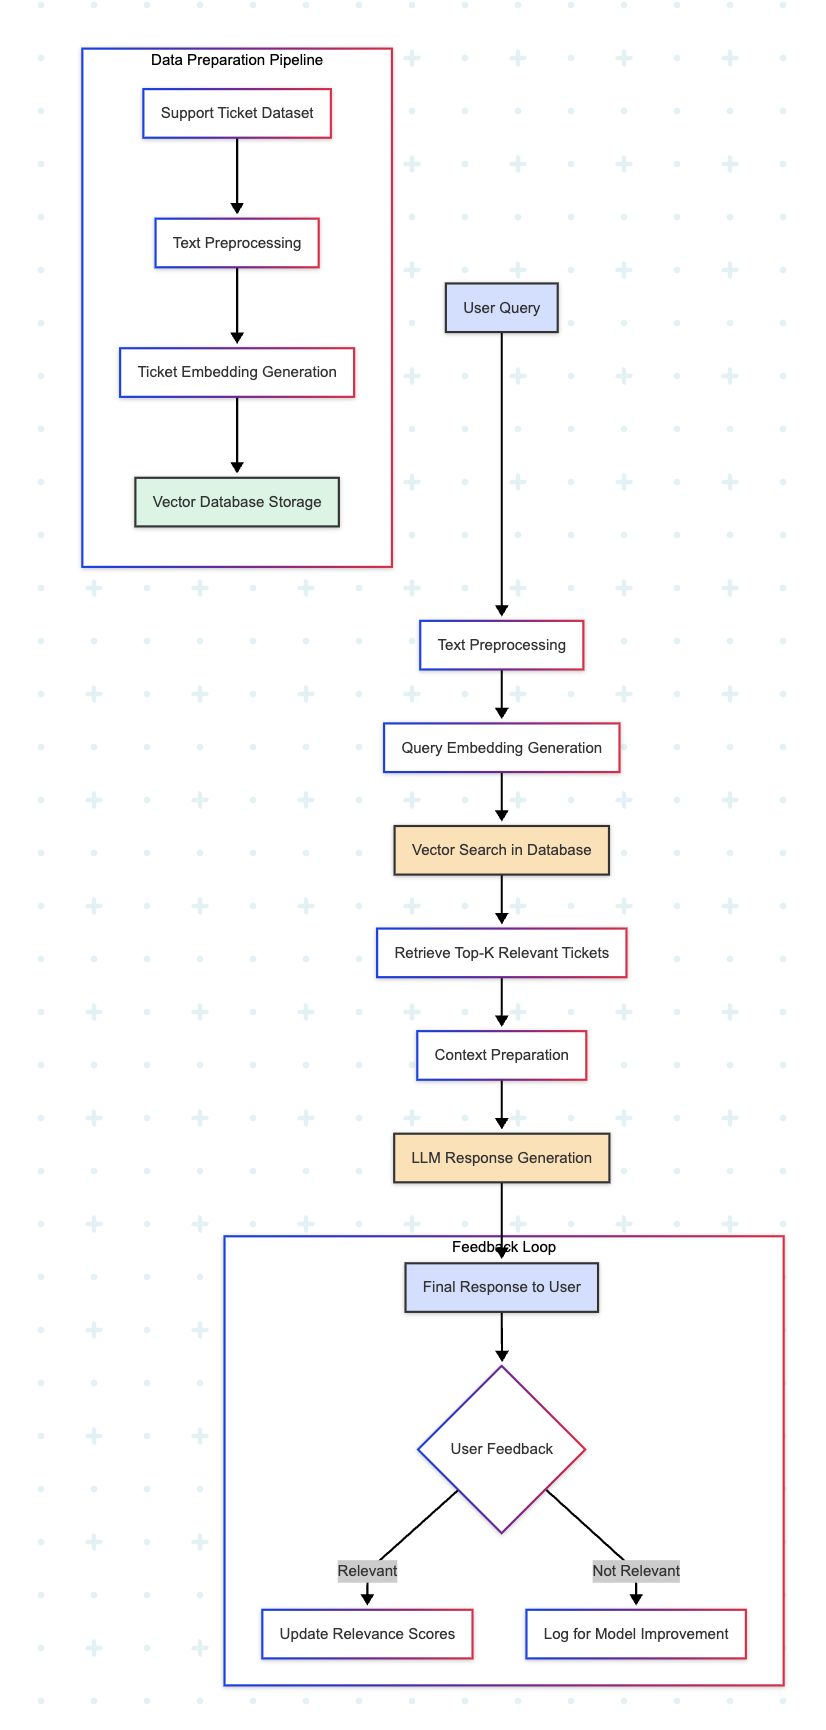 Data Preparation Pipeline
Support Ticket Dataset
Text Preprocessing
Ticket Embedding Generation
Vector Database Storage
User Query
Text Preprocessing
Query Embedding Generation
Vector Search in Database
Retrieve Top-K Relevant Tickets
Context Preparation
LLM Response Generation
Feedback Loop
Final Response to User
User Feedback
Relevant
Not Relevant
Update Relevance Scores
Log for Model Improvement